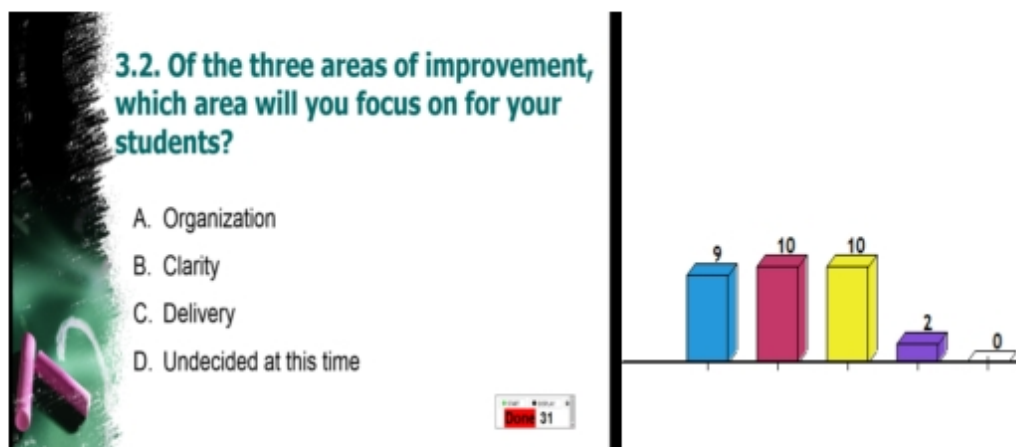 3.2. Of the three areas of improvement,
which area will you focus on for your
students?
A. Organization
B. Clarity
C. Delivery
D. Undecided at this time
Done 31
9
10
10
2
0